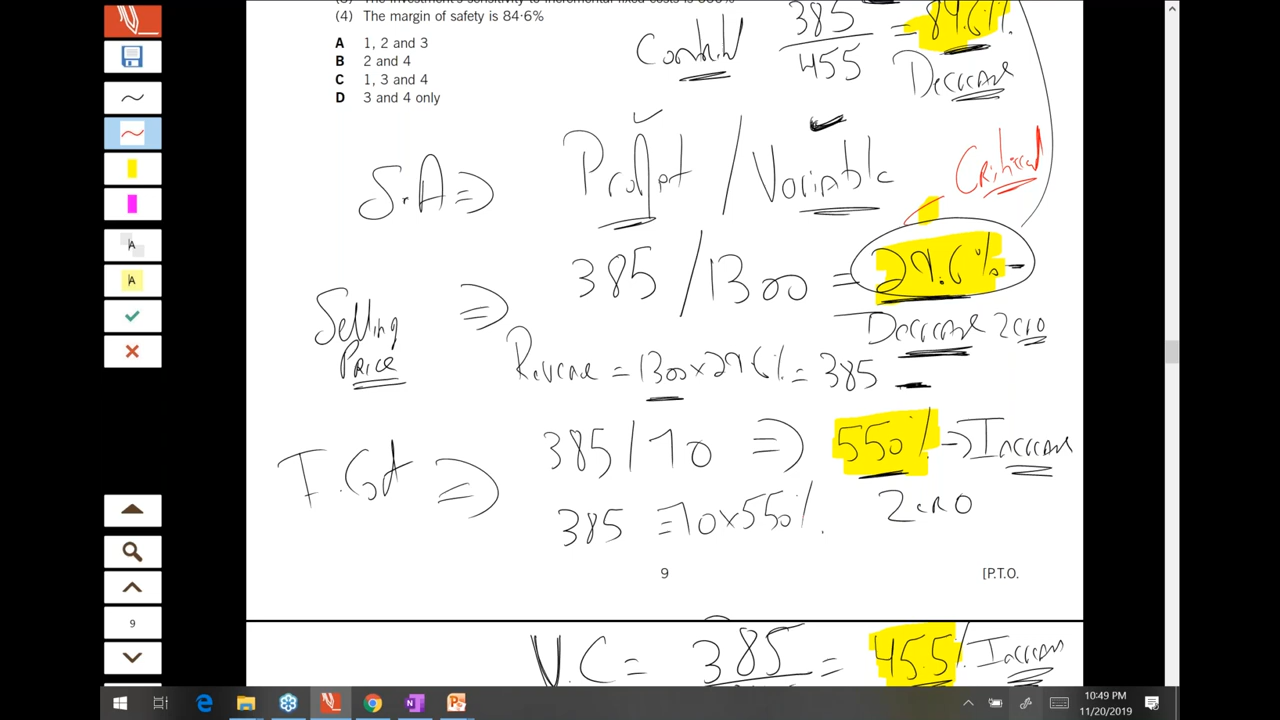 (4) The margin of safety is 84·6%
A 1, 2 and 3
B 2 and 4
C 1, 3 and 4
D 3 and 4 only
385
455
= 84.61%
Decrease
S.A ⇒ Profit / Variable
Critical
385 / 1300 = 29.6%
Decrease Zero
Selling Price ⇒
Revenue = 1300 × 29.6% = 385
F.Cost ⇒ 385 / 70 ⇒ 550% ⇒ Increase
385 = 70 × 550%. Zero
9
[P.T.O.
V.C = 385 = 45.5% Increase
9
10:49 PM
11/20/2019